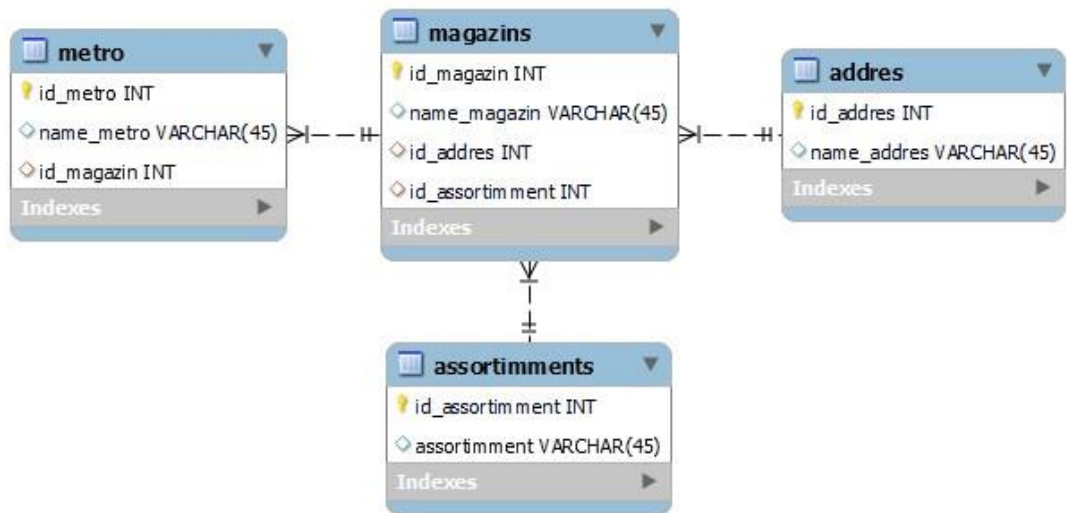 metro
id_metro INT
name_metro VARCHAR(45)
id_magazin INT
Indexes
magazins
id_magazin INT
name_magazin VARCHAR(45)
id_addres INT
id_assortimment INT
Indexes
addres
id_addres INT
name_addres VARCHAR(45)
Indexes
assortimments
id_assortimment INT
assortimment VARCHAR(45)
Indexes